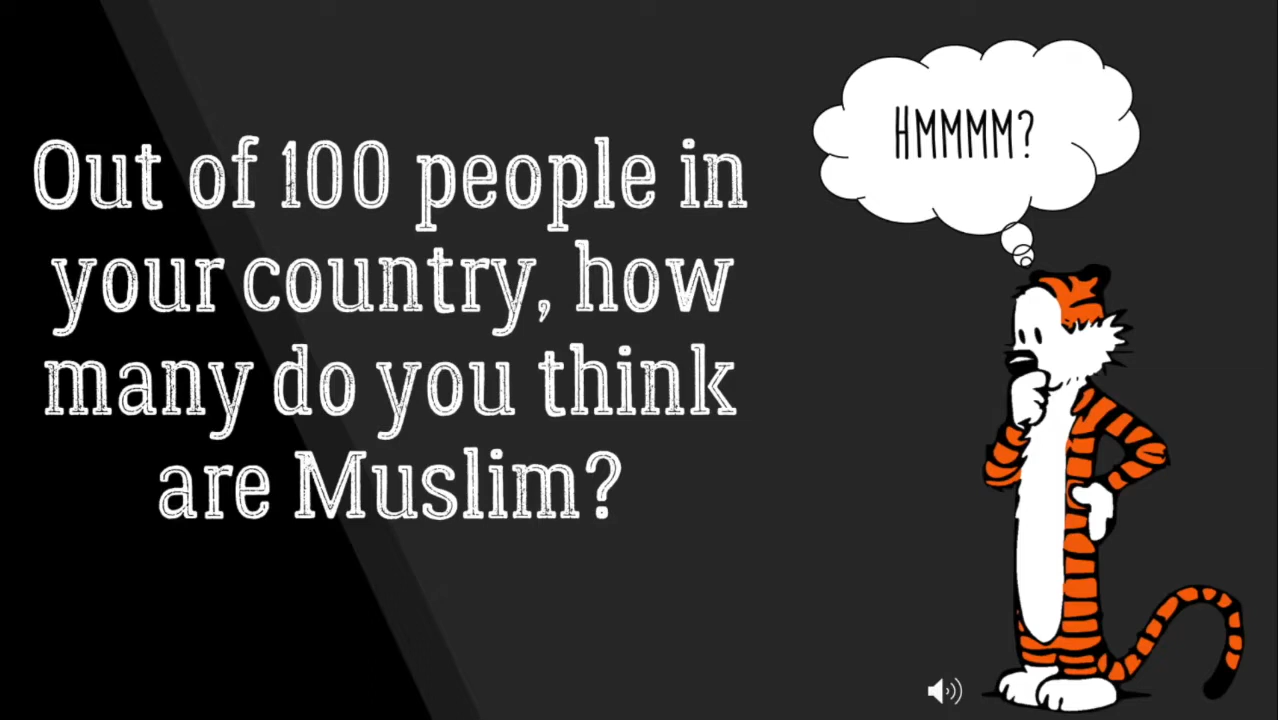 Out of 100 people in
your country, how
many do you think
are Muslim?
HMMMM?